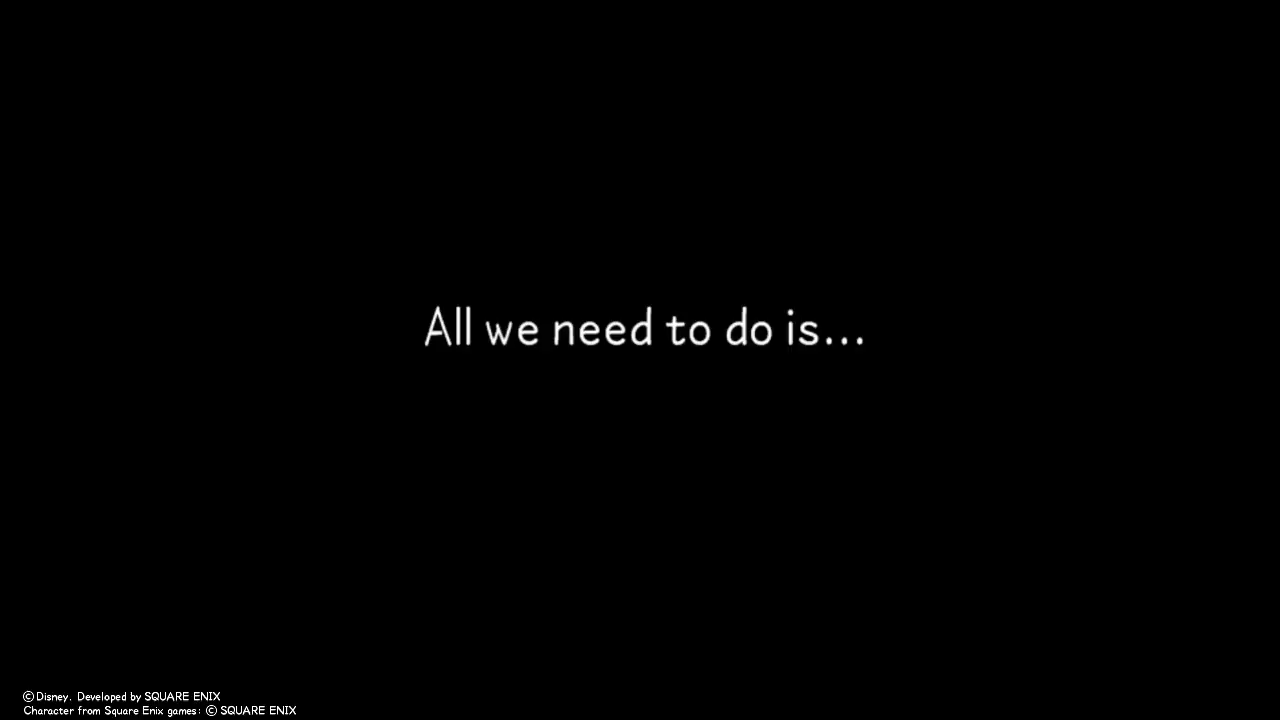 All we need to do is...
©Disney. Developed by SQUARE ENIX
Character from Square Enix games: © SQUARE ENIX